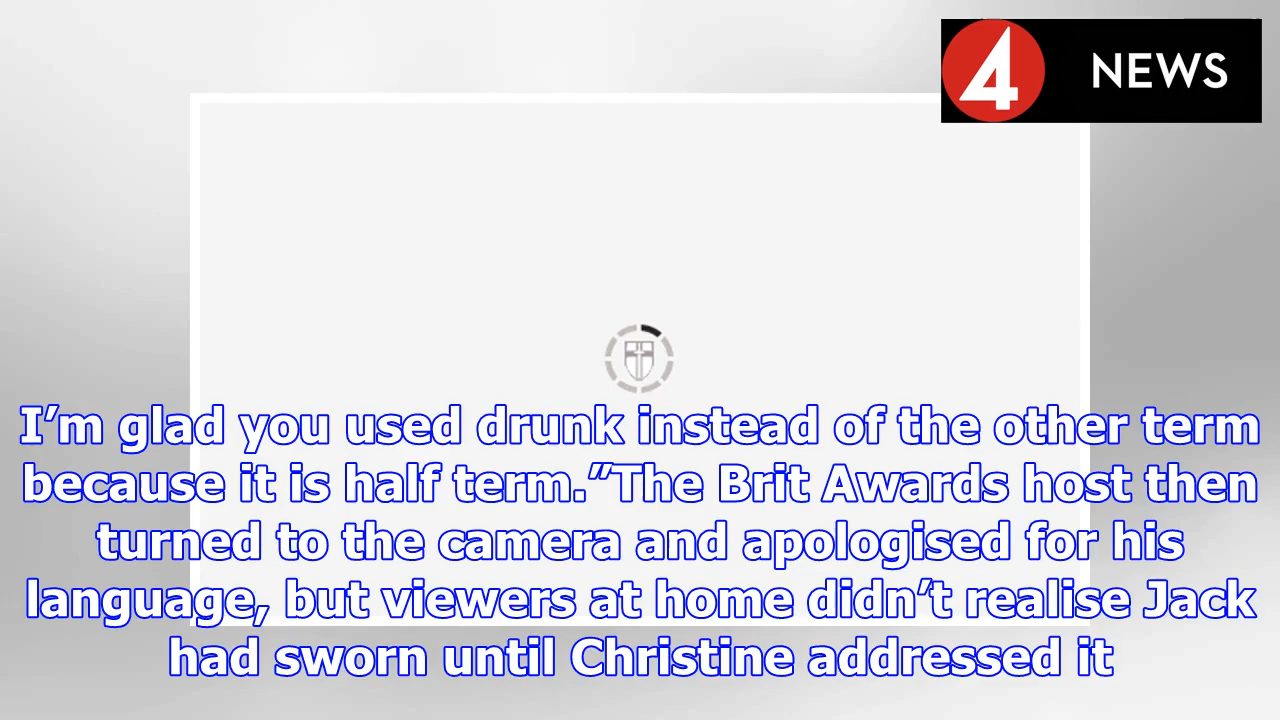 4 NEWS
I’m glad you used drunk instead of the other term
because it is half term.”The Brit Awards host then
turned to the camera and apologised for his
language, but viewers at home didn’t realise Jack
had sworn until Christine addressed it